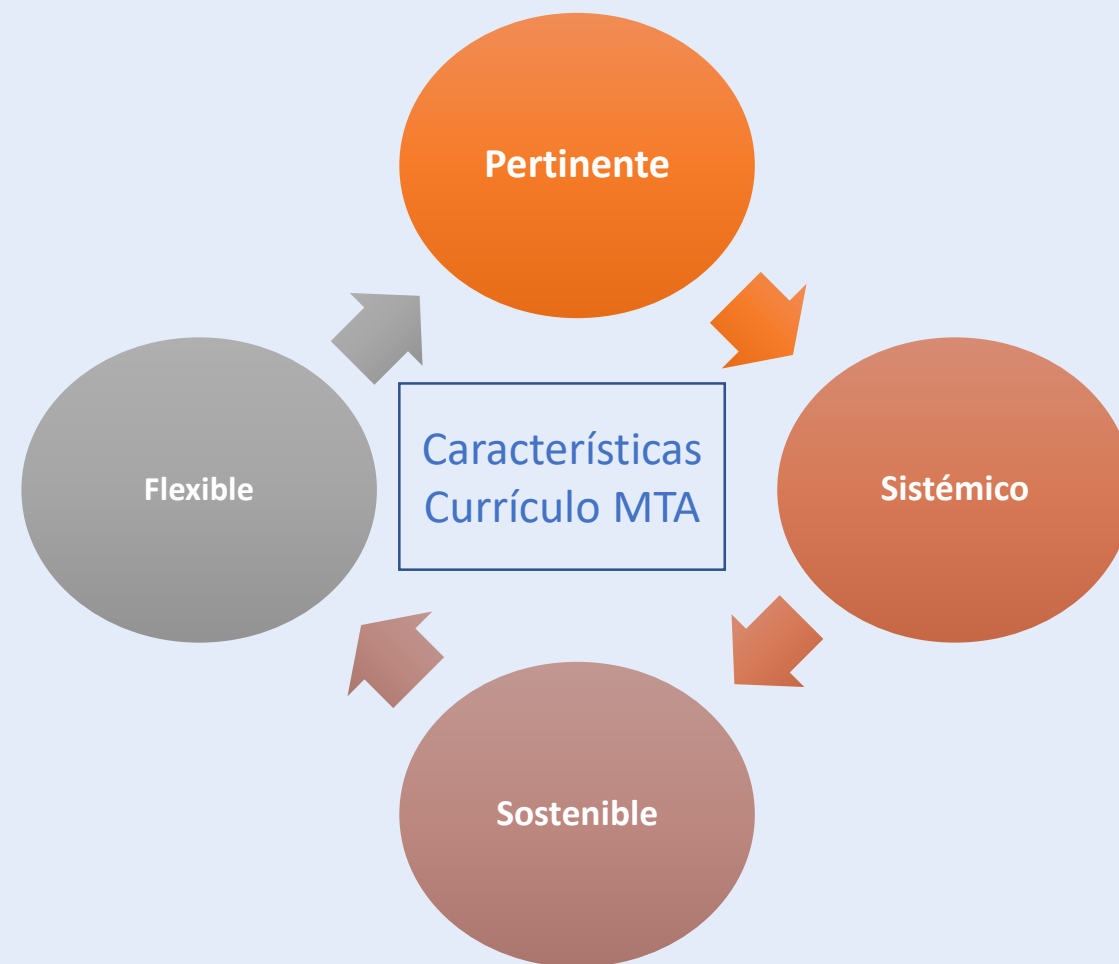 Pertinente
Características
Currículo MTA
Flexible
Sistémico
Sostenible